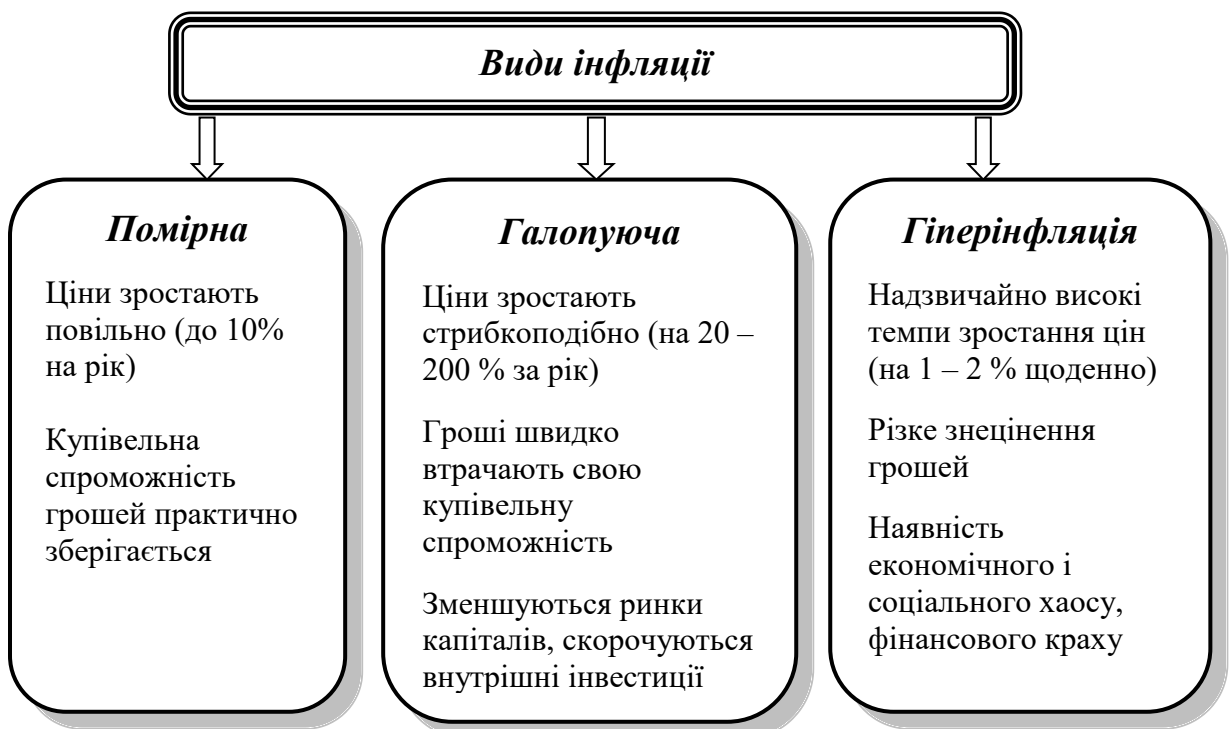 Види інфляції
Помірна
Ціни зростають
повільно (до 10%
на рік)
Купівельна
спроможність
грошей практично
зберігається
Галопуюча
Ціни зростають
стрибкоподібно (на 20 –
200 % за рік)
Гроші швидко
втрачають свою
купівельну
спроможність
Зменшуються ринки
капіталів, скорочуються
внутрішні інвестиції
Гіперінфляція
Надзвичайно високі
темпи зростання цін
(на 1 – 2 % щоденно)
Різке знецінення
грошей
Наявність
економічного і
соціального хаосу,
фінансового краху